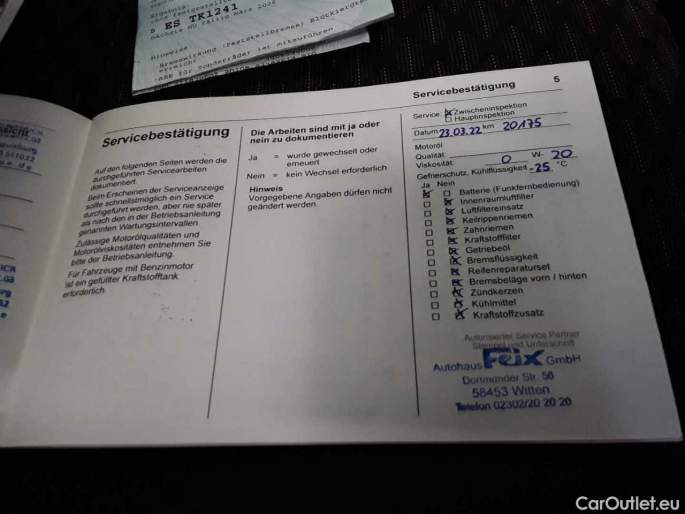 D ES TK1241
nächste HU fällig März 2020
Hinweise:
Servicebestätigung 5
Servicebestätigung
Auf den folgenden Seiten werden die
durchgeführten Servicearbeiten
dokumentiert.
Beim Erscheinen der Serviceanzeige
sollte schnellstmöglich ein Service
durchgeführt werden, aber nie später
als nach den in der Betriebsanleitung
genannten Wartungsintervallen.
Zulässige Motorölqualitäten und
Motorölviskositäten entnehmen Sie
bitte der Betriebsanleitung.
Für Fahrzeuge mit Benzinmotor
ist ein gefüllter Kraftstofftank
erforderlich.
Die Arbeiten sind mit ja oder
nein zu dokumentieren
Ja = wurde gewechselt oder
erneuert
Nein = kein Wechsel erforderlich
Hinweis
Vorgegebene Angaben dürfen nicht
geändert werden.
Service: ☒ Zwischeninspektion
☐ Hauptinspektion
Datum 23.03.22 km 20175
Motoröl
Qualität
Viskosität: 0 W- 20
Gefrierschutz, Kühlflüssigkeit -25 °C
Ja Nein
☒ ☐ Batterie (Funkfernbedienung)
☐ ☒ Innenraumluftfilter
☐ ☒ Luftfiltereinsatz
☐ ☒ Keilrippenriemen
☐ ☒ Zahnriemen
☐ ☒ Kraftstofffilter
☐ ☒ Getriebeöl
☐ ☒ Bremsflüssigkeit
☐ ☒ Reifenreparaturset
☐ ☒ Bremsbeläge vorn / hinten
☐ ☒ Zündkerzen
☐ ☒ Kühlmittel
☐ ☒ Kraftstoffzusatz
Autorisierter Service Partner
Stempel und Unterschrift
Autohaus Feix GmbH
Dortmunder Str. 56
58453 Witten
Telefon 02302/20 20 20
CarOutlet.eu